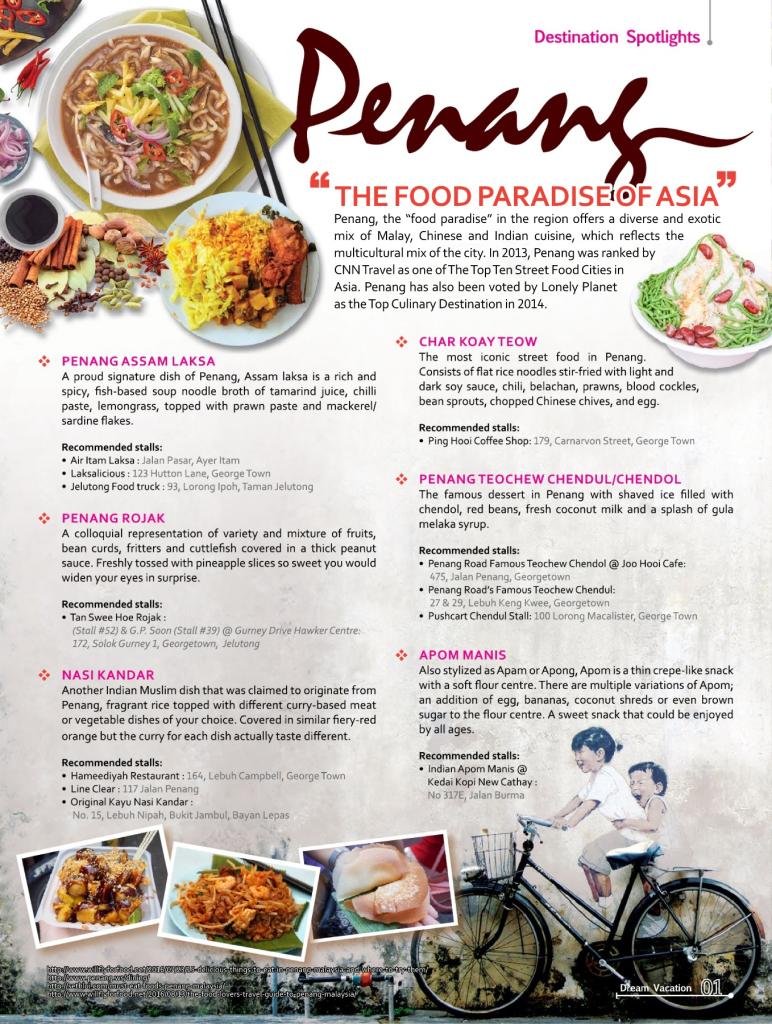 Destination Spotlights
Penang
“THE FOOD PARADISE OF ASIA”
Penang, the “food paradise” in the region offers a diverse and exotic
mix of Malay, Chinese and Indian cuisine, which reflects the
multicultural mix of the city. In 2013, Penang was ranked by
CNN Travel as one of The Top Ten Street Food Cities in
Asia. Penang has also been voted by Lonely Planet
as the Top Culinary Destination in 2014.
PENANG ASSAM LAKSA
A proud signature dish of Penang, Assam laksa is a rich and
spicy, fish-based soup noodle broth of tamarind juice, chilli
paste, lemongrass, topped with prawn paste and mackerel/
sardine flakes.
Recommended stalls:
• Air Itam Laksa : Jalan Pasar, Ayer Itam
• Laksalicious : 123 Hutton Lane, George Town
• Jelutong Food truck : 93, Lorong Ipoh, Taman Jelutong
PENANG ROJAK
A colloquial representation of variety and mixture of fruits,
bean curds, fritters and cuttlefish covered in a thick peanut
sauce. Freshly tossed with pineapple slices so sweet you would
widen your eyes in surprise.
Recommended stalls:
• Tan Swee Hoe Rojak :
(Stall #52) & G.P. Soon (Stall #39) @ Gurney Drive Hawker Centre:
172, Solok Gurney 1, Georgetown, Jelutong
NASI KANDAR
Another Indian Muslim dish that was claimed to originate from
Penang, fragrant rice topped with different curry-based meat
or vegetable dishes of your choice. Covered in similar fiery-red
orange but the curry for each dish actually taste different.
Recommended stalls:
• Hameediyah Restaurant : 164, Lebuh Campbell, George Town
• Line Clear : 117 Jalan Penang
• Original Kayu Nasi Kandar :
No. 15, Lebuh Nipah, Bukit Jambul, Bayan Lepas
CHAR KOAY TEOW
The most iconic street food in Penang.
Consists of flat rice noodles stir-fried with light and
dark soy sauce, chili, belachan, prawns, blood cockles,
bean sprouts, chopped Chinese chives, and egg.
Recommended stalls:
• Ping Hooi Coffee Shop: 179, Carnarvon Street, George Town
PENANG TEOCHEW CHENDUL/CHENDOL
The famous dessert in Penang with shaved ice filled with
chendol, red beans, fresh coconut milk and a splash of gula
melaka syrup.
Recommended stalls:
• Penang Road Famous Teochew Chendol @ Joo Hooi Cafe:
475, Jalan Penang, Georgetown
• Penang Road's Famous Teochew Chendul:
27 & 29, Lebuh Keng Kwee, Georgetown
• Pushcart Chendul Stall: 100 Lorong Macalister, George Town
APOM MANIS
Also stylized as Apam or Apong, Apom is a thin crepe-like snack
with a soft flour centre. There are multiple variations of Apom;
an addition of egg, bananas, coconut shreds or even brown
sugar to the flour centre. A sweet snack that could be enjoyed
by all ages.
Recommended stalls:
• Indian Apom Manis @
Kedai Kopi New Cathay :
No 317E, Jalan Burma
http://www.penang.ws/dining/
Dream Vacation 01